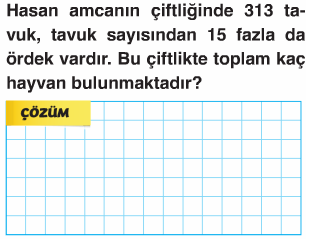 Hasan amcanın çiftliğinde 313 ta-
vuk, tavuk sayısından 15 fazla da
ördek vardır. Bu çiftlikte toplam kaç
hayvan bulunmaktadır?
ÇÖZÜM